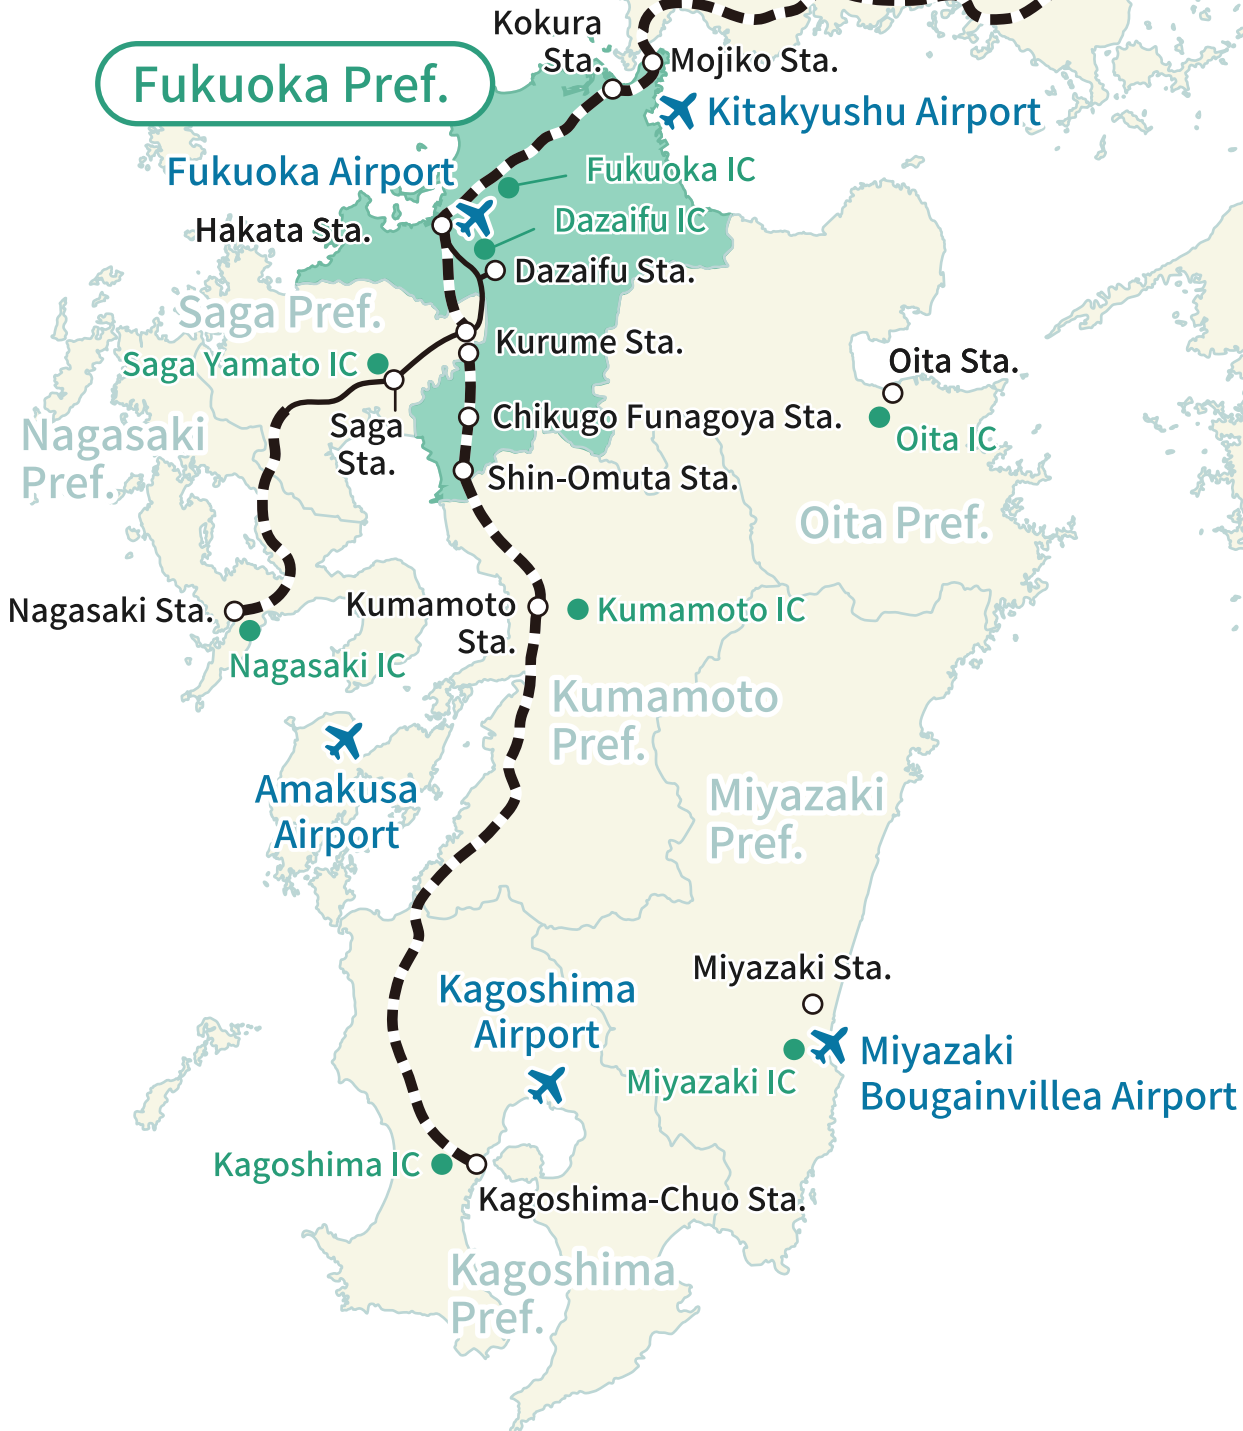 Kokura
Sta.
Mojiko Sta.
Fukuoka Pref.
Kitakyushu Airport
Fukuoka Airport
Fukuoka IC
Hakata Sta.
Dazaifu IC
Dazaifu Sta.
Saga Pref.
Kurume Sta.
Saga Yamato IC
Oita Sta.
Saga
Sta.
Chikugo Funagoya Sta.
Oita IC
Nagasaki
Pref.
Shin-Omuta Sta.
Oita Pref.
Nagasaki Sta.
Kumamoto
Sta.
Kumamoto IC
Nagasaki IC
Kumamoto
Pref.
Amakusa
Airport
Miyazaki
Pref.
Miyazaki Sta.
Kagoshima
Airport
Miyazaki
Bougainvillea Airport
Miyazaki IC
Kagoshima IC
Kagoshima-Chuo Sta.
Kagoshima
Pref.